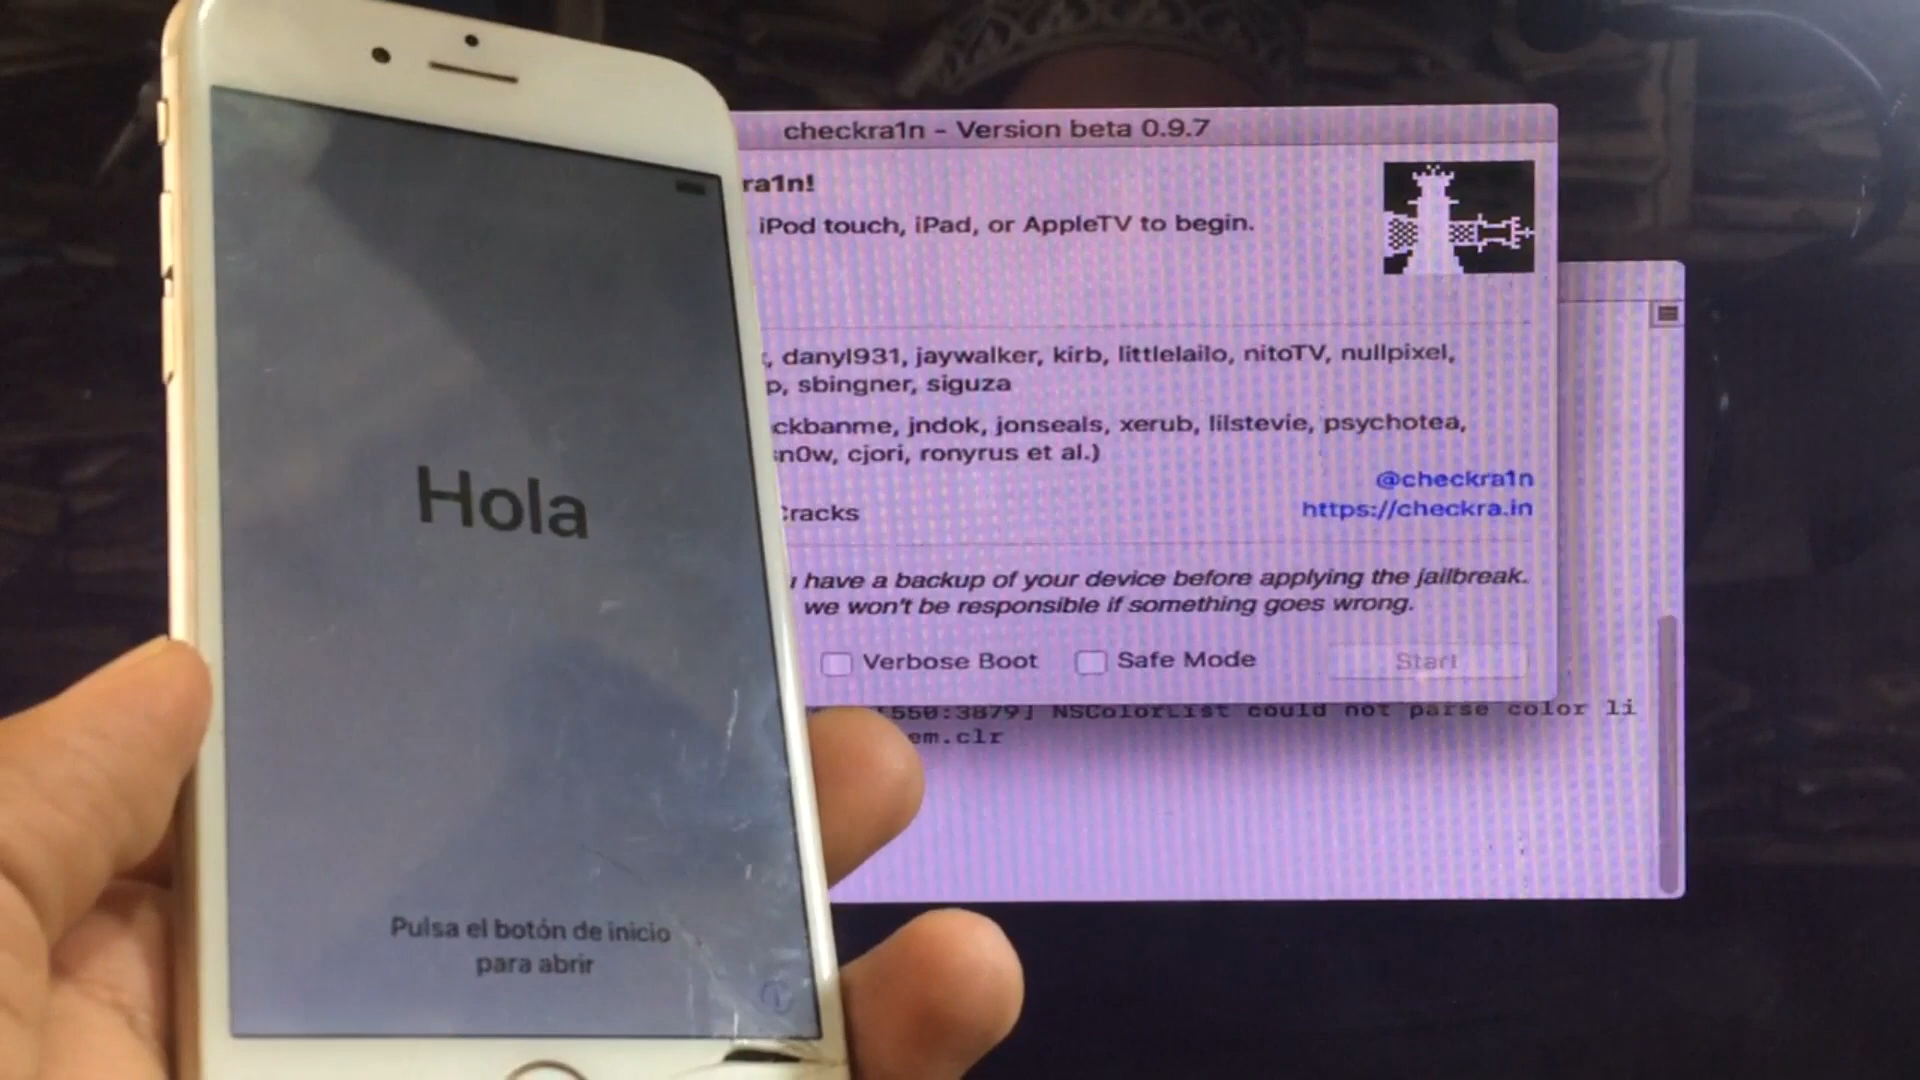 Hola
Pulsa el botón de inicio
para abrir
checkra1n - Version beta 0.9.7
ra1n!
iPod touch, iPad, or AppleTV to begin.
, danyl931, jaywalker, kirb, littlelailo, nitoTV, nullpixel,
p, sbingner, siguza
ckbanme, jndok, jonseals, xerub, lilstevie, psychotea,
n0w, cjori, ronyrus et al.)
@checkra1n
https://checkra.in
Cracks
have a backup of your device before applying the jailbreak.
we won't be responsible if something goes wrong.
Verbose Boot
Safe Mode
Start
550:3879] NSColorList could not parse color li
em.clr